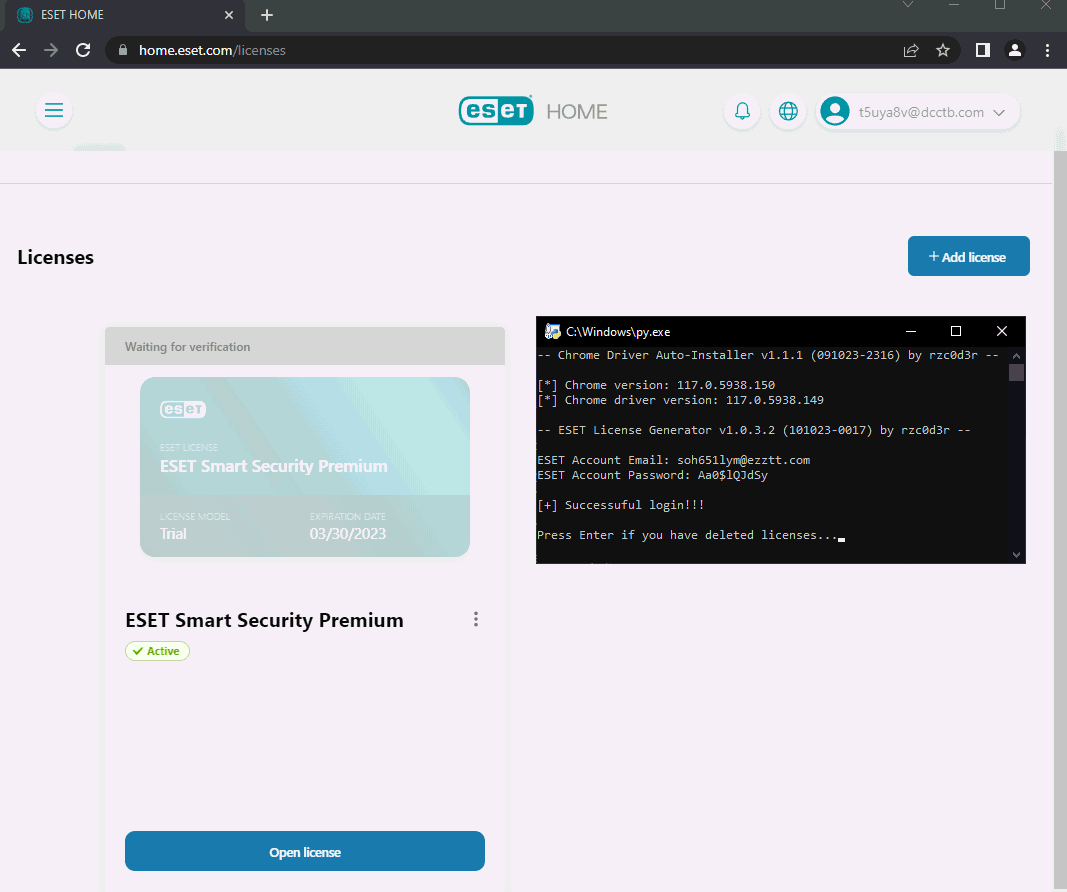 ESET HOME
home.eset.com/licenses
eset HOME
t5uya8v@dcctb.com
Licenses
+ Add license
Waiting for verification
eset
ESET LICENSE
ESET Smart Security Premium
LICENSE MODEL EXPIRATION DATE
Trial 03/30/2023
ESET Smart Security Premium
Active
Open license
C:\Windows\py.exe
-- Chrome Driver Auto-Installer v1.1.1 (091023-2316) by rzc0d3r --
[*] Chrome version: 117.0.5938.150
[*] Chrome driver version: 117.0.5938.149
-- ESET License Generator v1.0.3.2 (101023-0017) by rzc0d3r --
ESET Account Email: soh651lym@ezztt.com
ESET Account Password: Aa0$lQJdSy
[+] Successuful login!!!
Press Enter if you have deleted licenses...